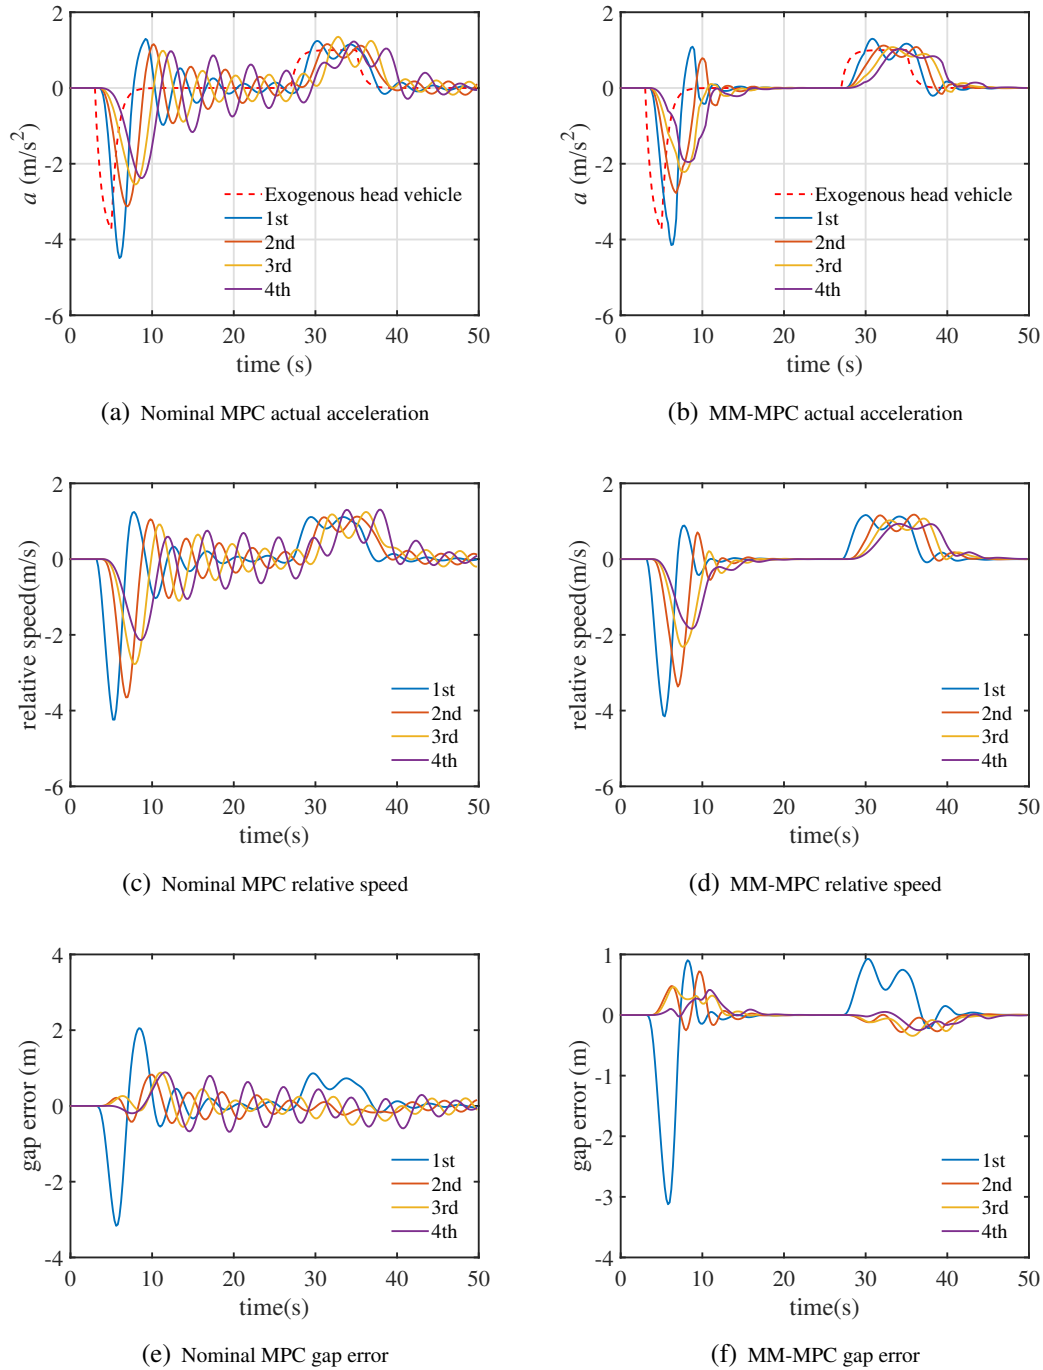 2
0
-2
-4
-6
a (m/s²)
Exogenous head vehicle
1st
2nd
3rd
4th
0 10 20 30 40 50
time (s)
(a) Nominal MPC actual acceleration
2
0
-2
-4
-6
a (m/s²)
Exogenous head vehicle
1st
2nd
3rd
4th
0 10 20 30 40 50
time (s)
(b) MM-MPC actual acceleration
2
0
-2
-4
-6
relative speed(m/s)
1st
2nd
3rd
4th
0 10 20 30 40 50
time(s)
(c) Nominal MPC relative speed
2
0
-2
-4
-6
relative speed(m/s)
1st
2nd
3rd
4th
0 10 20 30 40 50
time(s)
(d) MM-MPC relative speed
4
2
0
-2
-4
gap error (m)
1st
2nd
3rd
4th
0 10 20 30 40 50
time(s)
(e) Nominal MPC gap error
1
0
-1
-2
-3
-4
gap error (m)
1st
2nd
3rd
4th
0 10 20 30 40 50
time(s)
(f) MM-MPC gap error